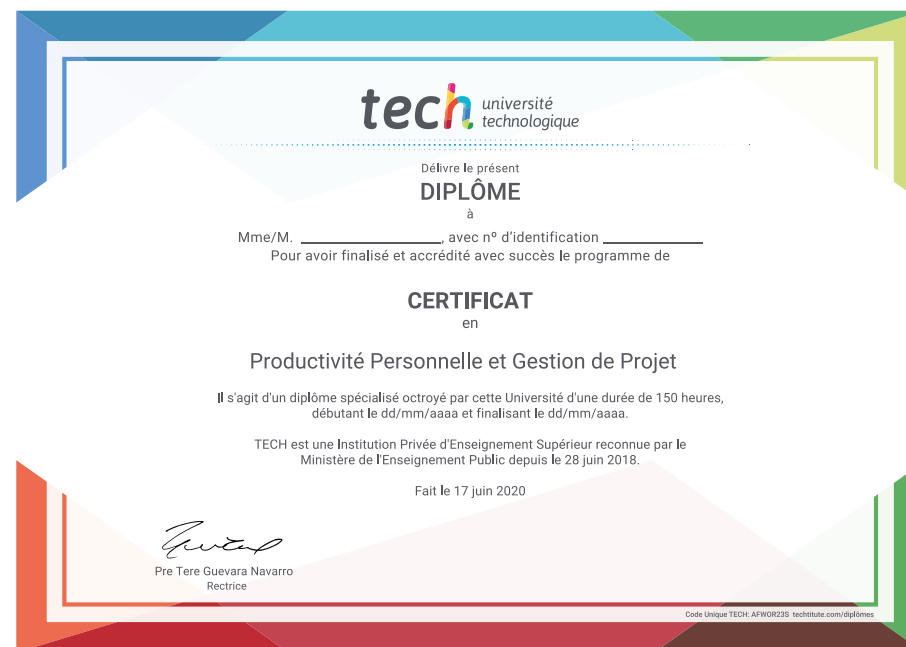 tech université
technologique
Délivre le présent
DIPLÔME
à
Mme/M. ____________________, avec nº d'identification ______________
Pour avoir finalisé et accrédité avec succès le programme de
CERTIFICAT
en
Productivité Personnelle et Gestion de Projet
Il s'agit d'un diplôme spécialisé octroyé par cette Université d'une durée de 150 heures,
débutant le dd/mm/aaaa et finalisant le dd/mm/aaaa.
TECH est une Institution Privée d'Enseignement Supérieur reconnue par le
Ministère de l'Enseignement Public depuis le 28 juin 2018.
Fait le 17 juin 2020
Pre Tere Guevara Navarro
Rectrice
Code Unique TECH: AFWOR23S techtitute.com/diplômes